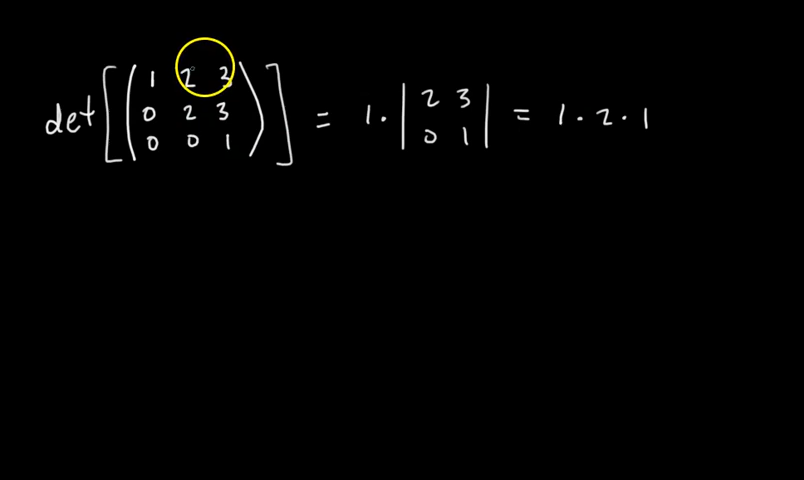 det[(1 2 3
0 2 3
0 0 1)] = 1 · |2 3
0 1| = 1 · 2 · 1